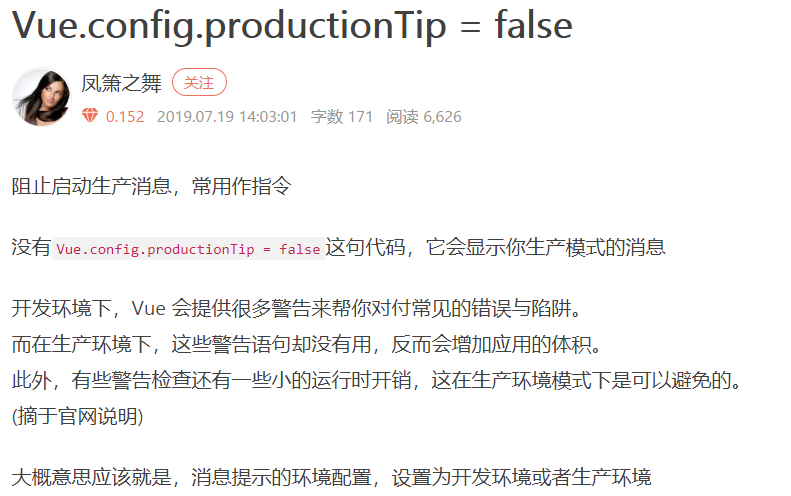 Vue.config.productionTip = false
凤箫之舞 关注
0.152 2019.07.19 14:03:01 字数 171 阅读 6,626
阻止启动生产消息，常用作指令
没有Vue.config.productionTip = false这句代码，它会显示你生产模式的消息
开发环境下，Vue 会提供很多警告来帮你对付常见的错误与陷阱。
而在生产环境下，这些警告语句却没有用，反而会增加应用的体积。
此外，有些警告检查还有一些小的运行时开销，这在生产环境模式下是可以避免的。
(摘于官网说明)
大概意思应该就是，消息提示的环境配置，设置为开发环境或者生产环境